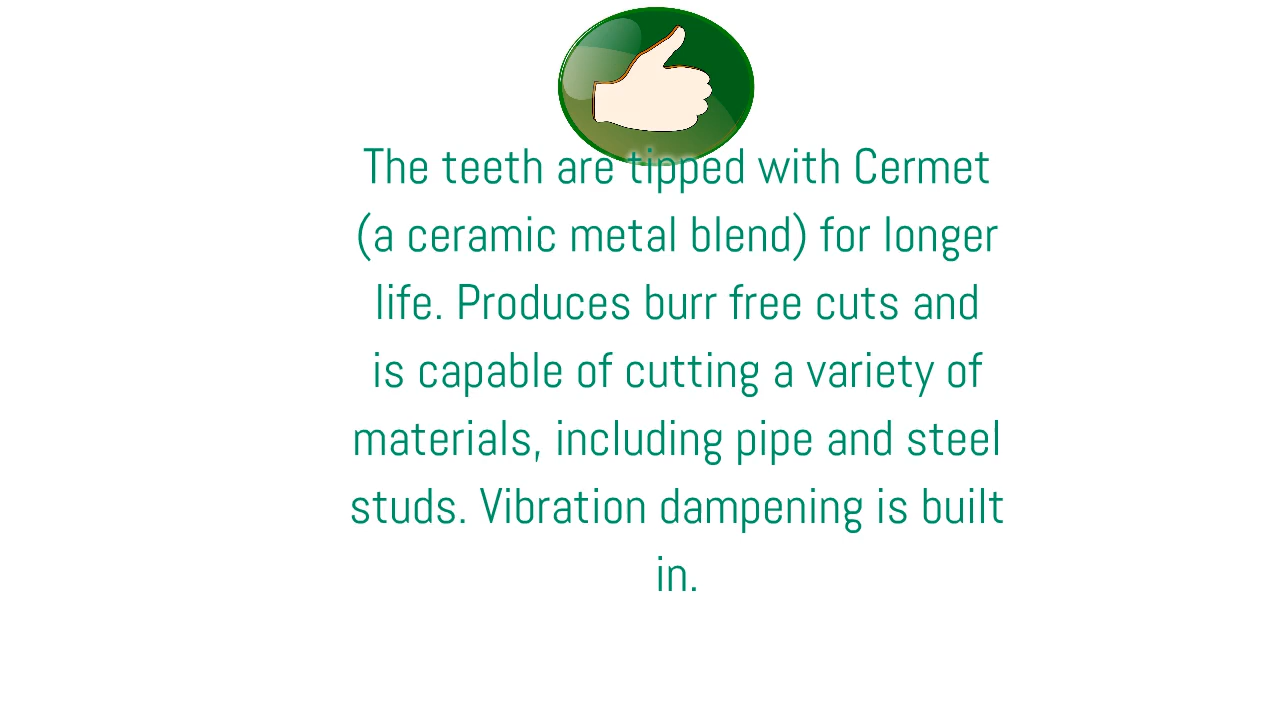 The teeth are tipped with Cermet
(a ceramic metal blend) for longer
life. Produces burr free cuts and
is capable of cutting a variety of
materials, including pipe and steel
studs. Vibration dampening is built
in.